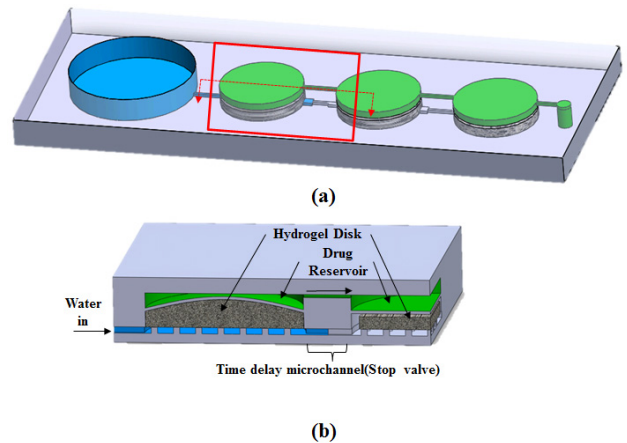 (a)
Hydrogel Disk
Drug
Reservoir
Water
in
Time delay microchannel(Stop valve)
(b)